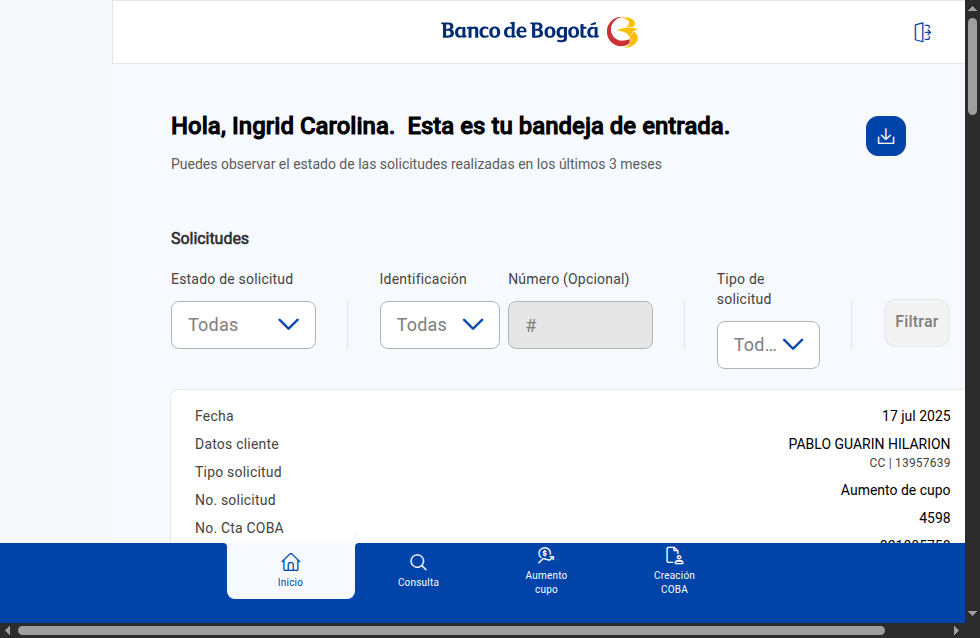 Banco de Bogotá
Hola, Ingrid Carolina.  Esta es tu bandeja de entrada.
Puedes observar el estado de las solicitudes realizadas en los últimos 3 meses
Solicitudes
Estado de solicitud
Identificación
Número (Opcional)
Tipo de
solicitud
Todas
Todas
#
Tod...
Filtrar
Fecha
17 jul 2025
Datos cliente
PABLO GUARIN HILARION
CC | 13957639
Tipo solicitud
Aumento de cupo
No. solicitud
4598
No. Cta COBA
Inicio
Consulta
Aumento
cupo
Creación
COBA